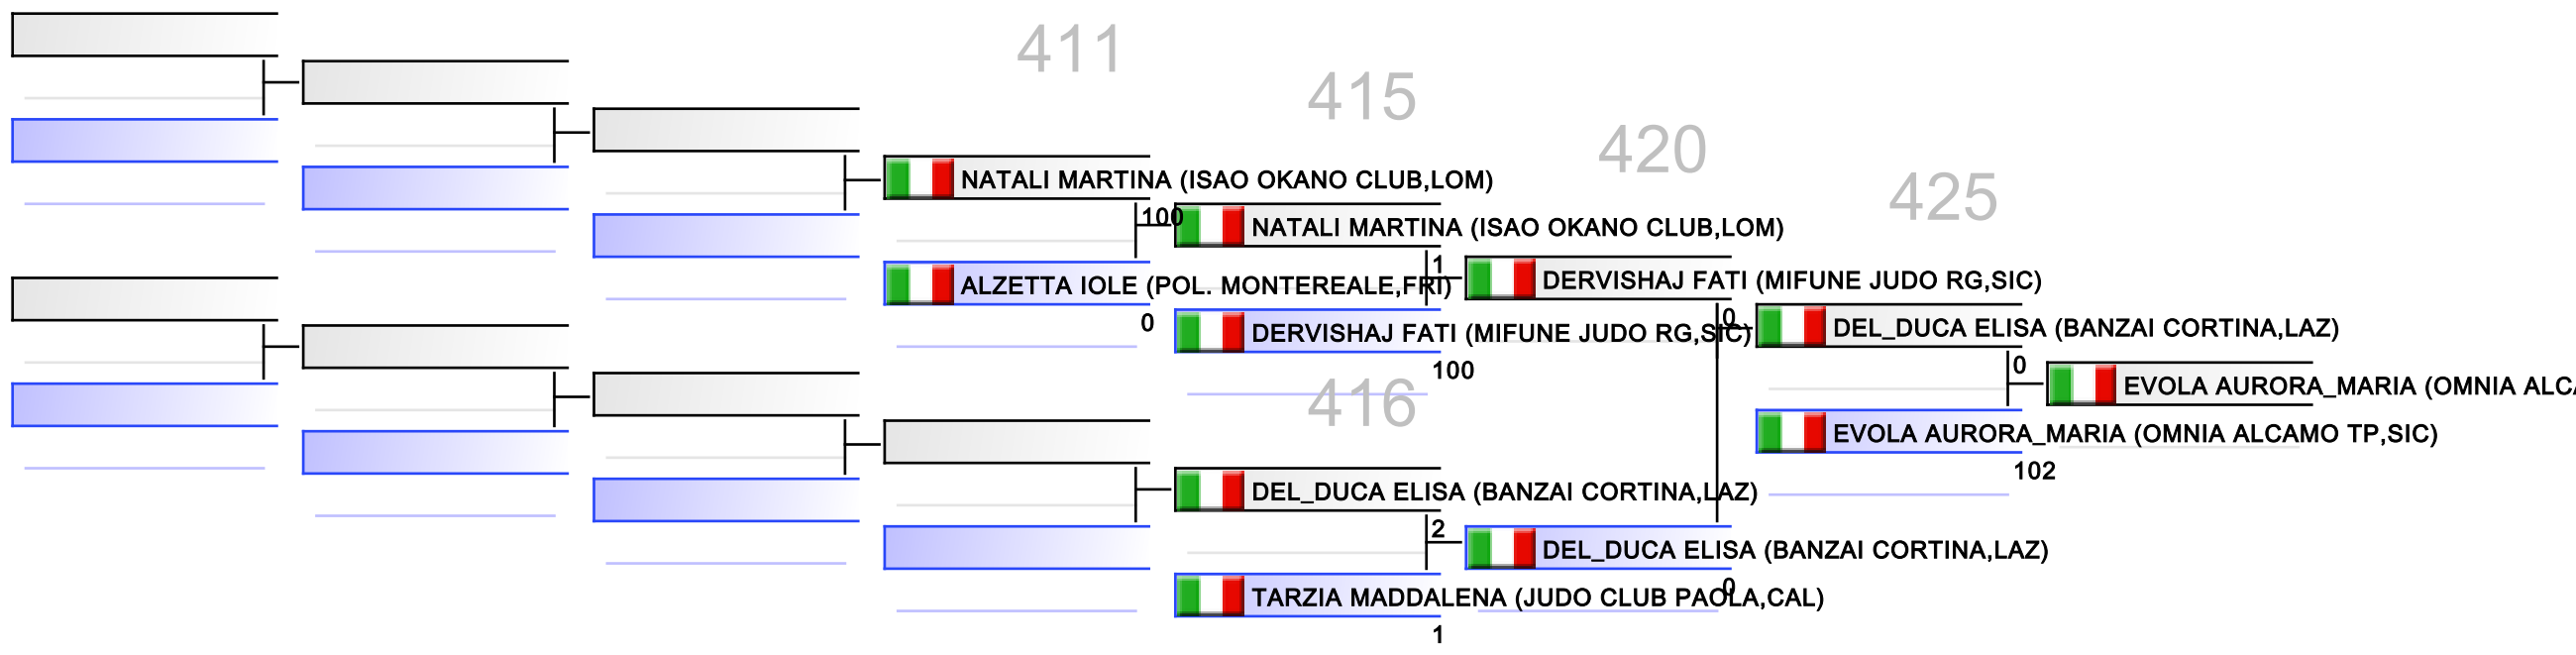 411
415
420
425
NATALI MARTINA (ISAO OKANO CLUB,LOM)
100
NATALI MARTINA (ISAO OKANO CLUB,LOM)
1
ALZETTA IOLE (POL. MONTEREALE,FRI)
0
DERVISHAJ FATI (MIFUNE JUDO RG,SIC)
0
DERVISHAJ FATI (MIFUNE JUDO RG,SIC)
100
DEL_DUCA ELISA (BANZAI CORTINA,LAZ)
0
EVOLA AURORA_MARIA (OMNIA ALCA
416
EVOLA AURORA_MARIA (OMNIA ALCAMO TP,SIC)
102
DEL_DUCA ELISA (BANZAI CORTINA,LAZ)
2
DEL_DUCA ELISA (BANZAI CORTINA,LAZ)
0
TARZIA MADDALENA (JUDO CLUB PAOLA,CAL)
1